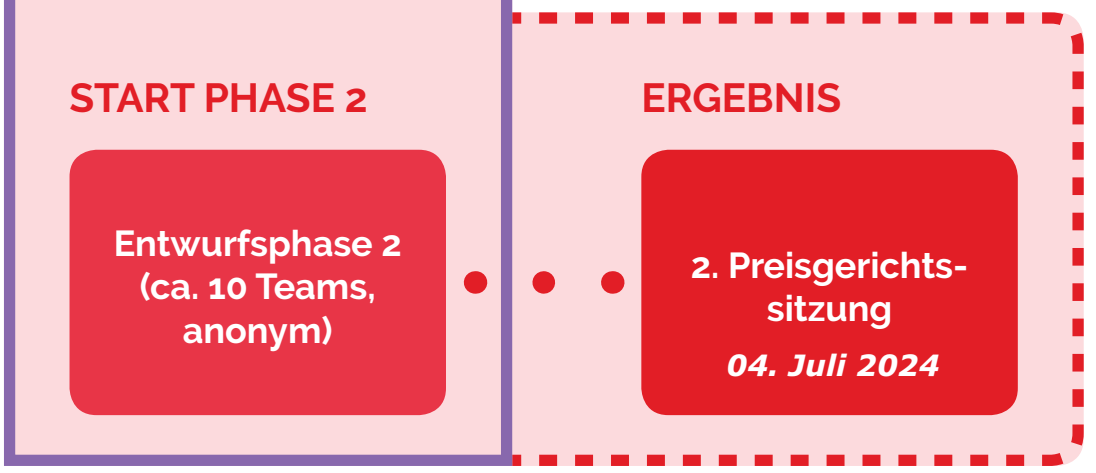 START PHASE 2
Entwurfsphase 2
(ca. 10 Teams,
anonym)
ERGEBNIS
2. Preisgerichts-
sitzung
04. Juli 2024